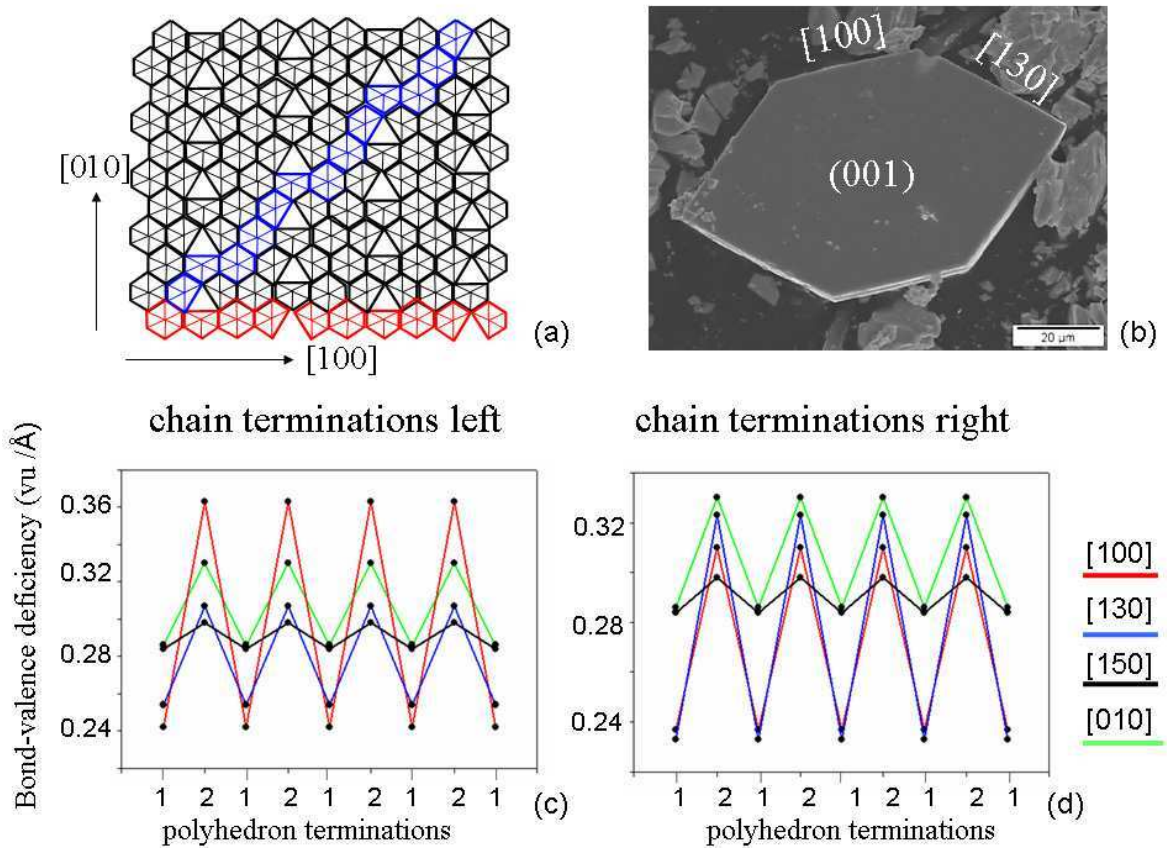 [010]
[100]
(a)
[100]
[130]
(001)
20 µm
(b)
chain terminations left
chain terminations right
Bond-valence deficiency (vu /Å)
0.36
0.32
0.28
0.24
1 2 1 2 1 2 1 2 1
(c)
polyhedron terminations
0.32
0.28
0.24
1 2 1 2 1 2 1 2 1
(d)
polyhedron terminations
[100]
[130]
[150]
[010]